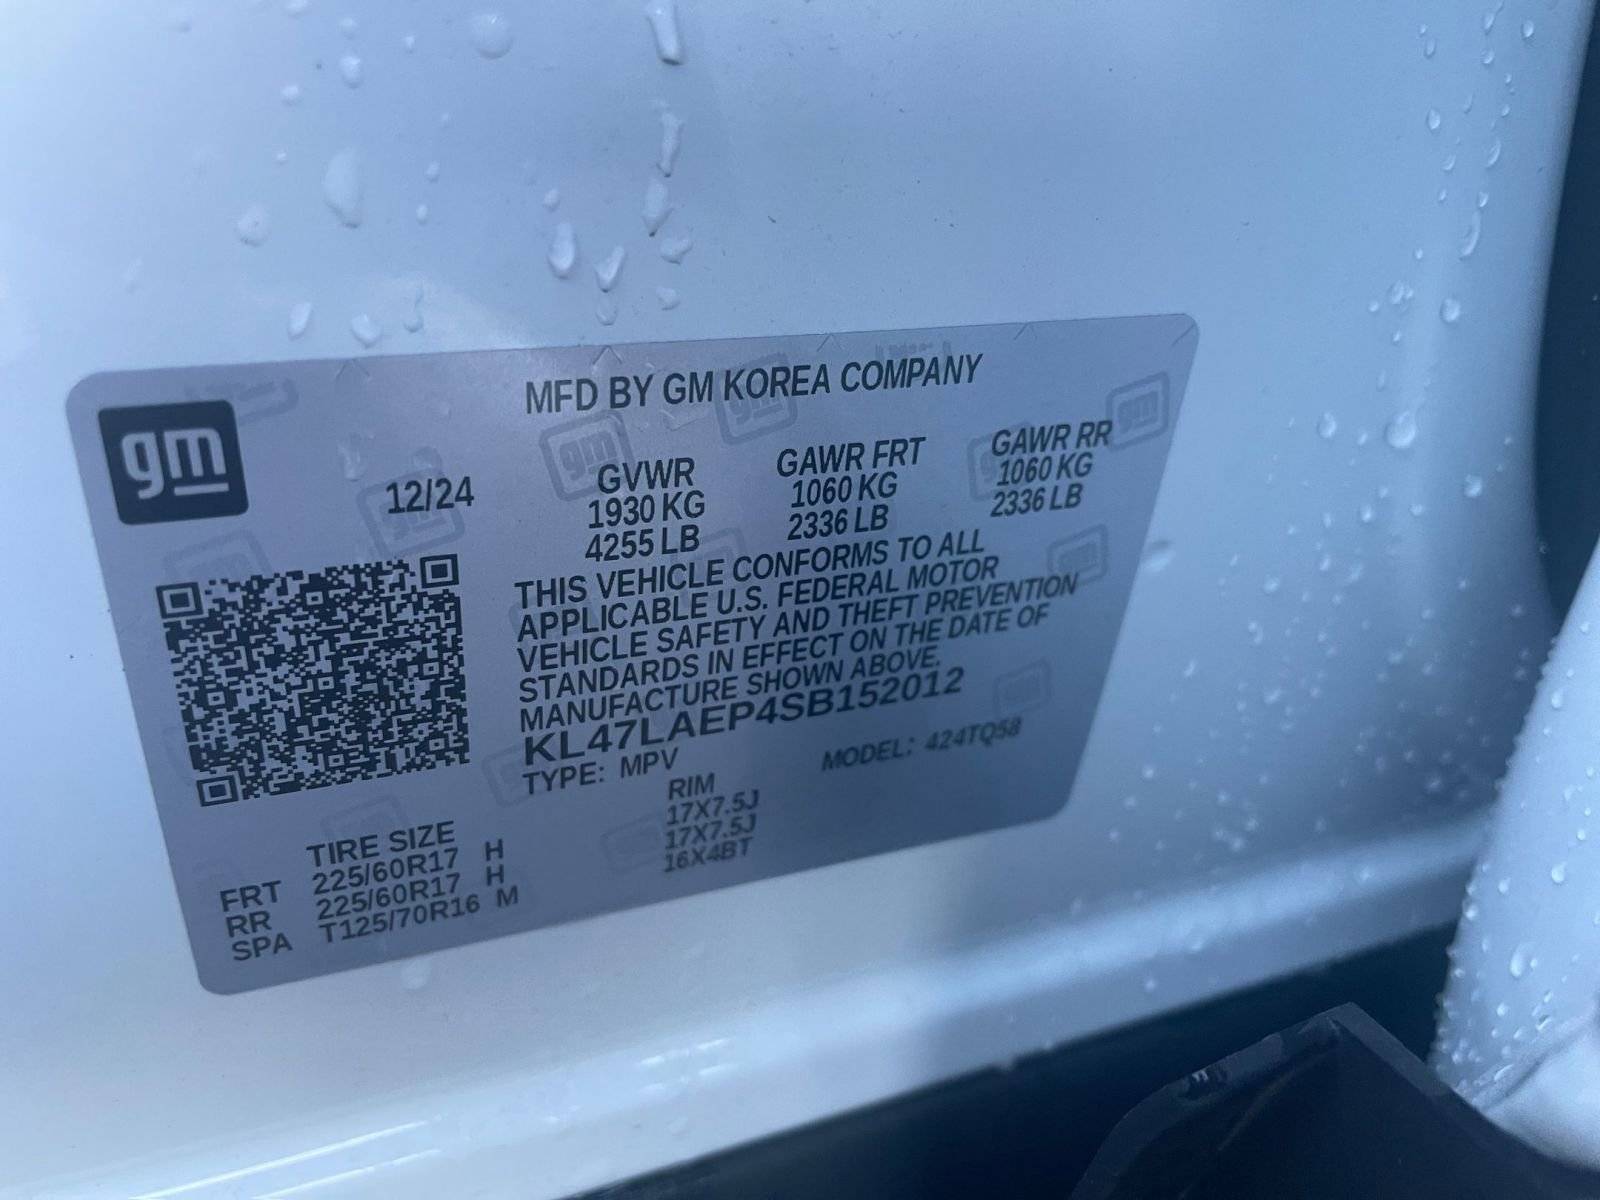 MFD BY GM KOREA COMPANY
gm
12/24
GVWR
1930 KG
4255 LB
GAWR FRT
1060 KG
2336 LB
GAWR RR
1060 KG
2336 LB
THIS VEHICLE CONFORMS TO ALL
APPLICABLE U.S. FEDERAL MOTOR
VEHICLE SAFETY AND THEFT PREVENTION
STANDARDS IN EFFECT ON THE DATE OF
MANUFACTURE SHOWN ABOVE.
KL47LAEP4SB152012
TYPE: MPV
MODEL: 424TQ58
TIRE SIZE
RIM
FRT 225/60R17 H 17X7.5J
RR 225/60R17 H 17X7.5J
SPA T125/70R16 M 16X4BT